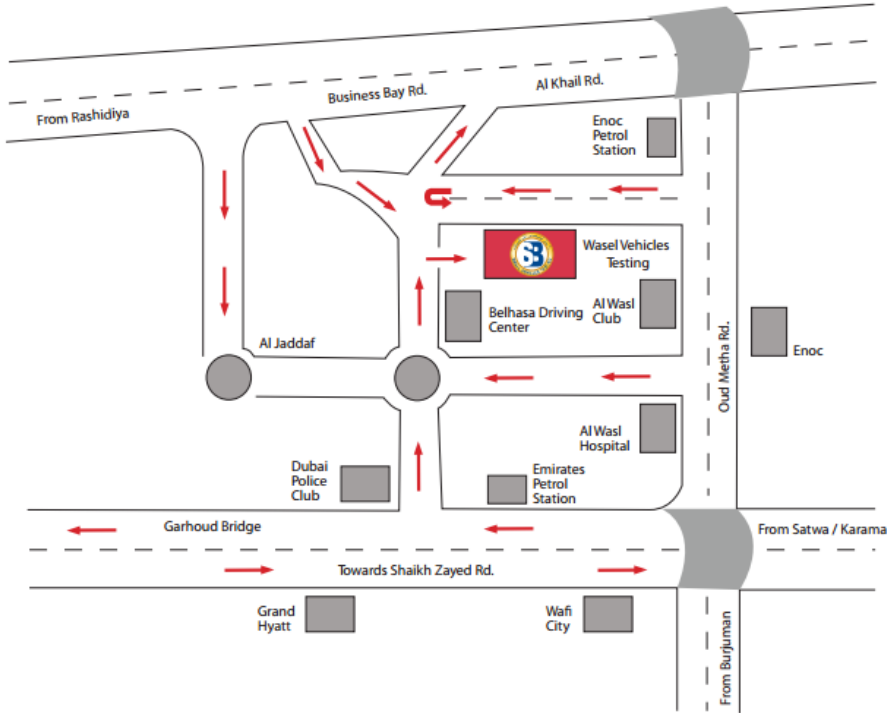 Business Bay Rd.
Al Khail Rd.
From Rashidiya
Enoc
Petrol
Station
SB
Wasel Vehicles
Testing
Belhasa Driving
Center
Al Wasl
Club
Al Jaddaf
Oud Metha Rd.
Enoc
Al Wasl
Hospital
Dubai
Police
Club
Emirates
Petrol
Station
Garhoud Bridge
From Satwa / Karama
Towards Shaikh Zayed Rd.
Grand
Hyatt
Wafi
City
From Burjuman